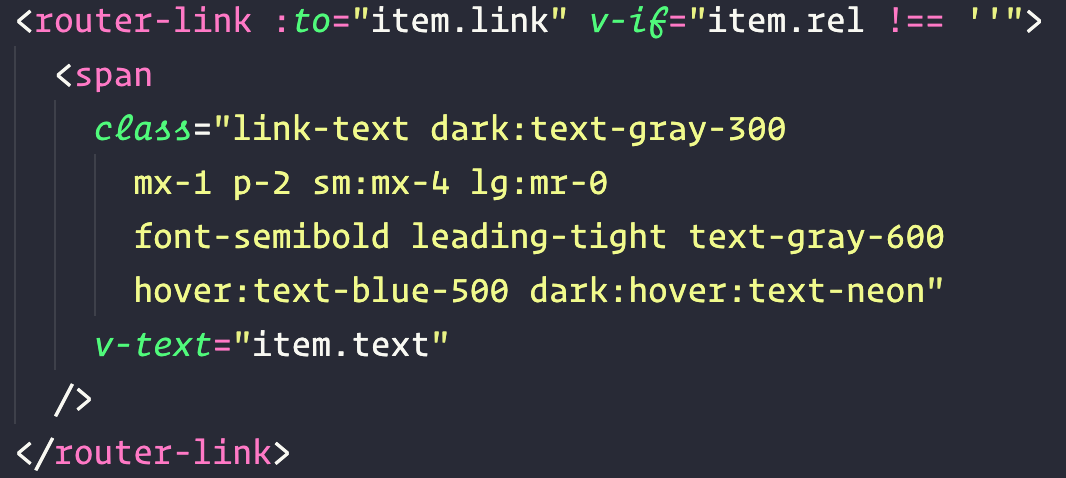 <router-link :to="item.link" v-if="item.rel !== ''">
<span
class="link-text dark:text-gray-300
mx-1 p-2 sm:mx-4 lg:mr-0
font-semibold leading-tight text-gray-600
hover:text-blue-500 dark:hover:text-neon"
v-text="item.text"
/>
</router-link>